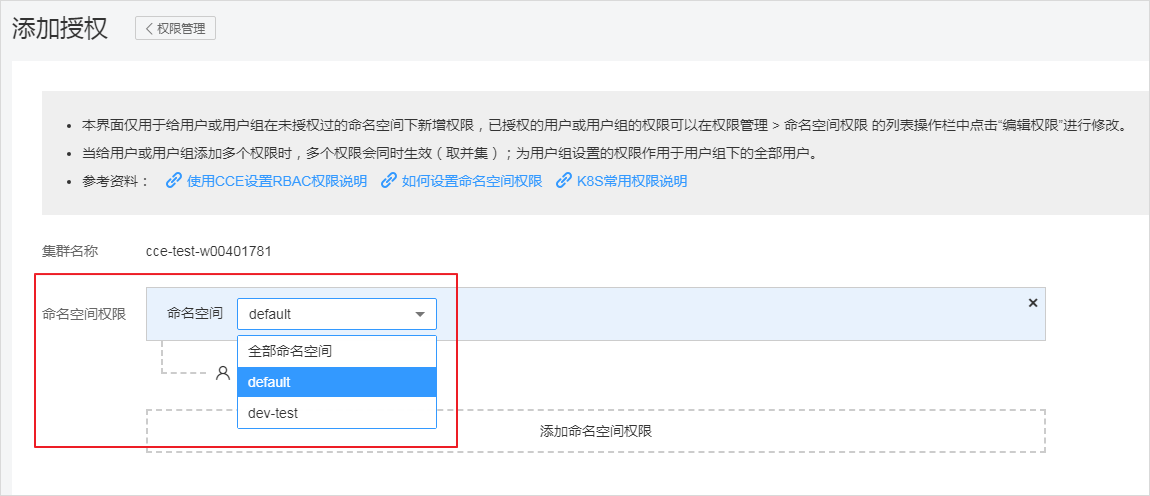 添加授权
权限管理
本界面仅用于给用户或用户组在未授权过的命名空间下新增权限，已授权的用户或用户组的权限可以在权限管理 > 命名空间权限 的列表操作栏中点击“编辑权限”进行修改。
当给用户或用户组添加多个权限时，多个权限会同时生效（取并集）；为用户组设置的权限作用于用户组下的全部用户。
参考资料： 使用CCE设置RBAC权限说明 如何设置命名空间权限 K8S常用权限说明
集群名称 cce-test-w00401781
命名空间权限 命名空间 default
全部命名空间
default
dev-test
添加命名空间权限